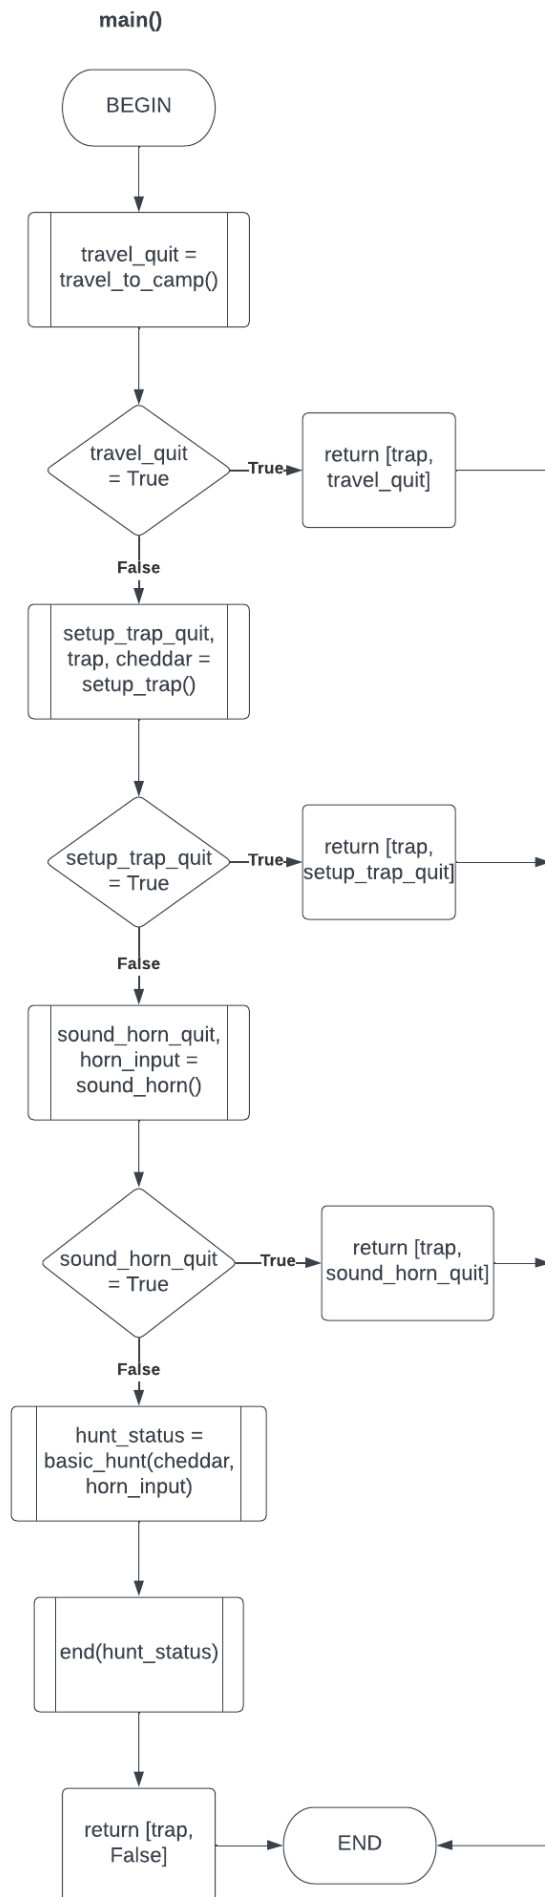 main()
BEGIN
travel_quit =
travel_to_camp()
travel_quit
= True
True
return [trap,
travel_quit]
False
setup_trap_quit,
trap, cheddar =
setup_trap()
setup_trap_quit
= True
True
return [trap,
setup_trap_quit]
False
sound_horn_quit,
horn_input =
sound_horn()
sound_horn_quit
= True
True
return [trap,
sound_horn_quit]
False
hunt_status =
basic_hunt(cheddar,
horn_input)
end(hunt_status)
return [trap,
False]
END